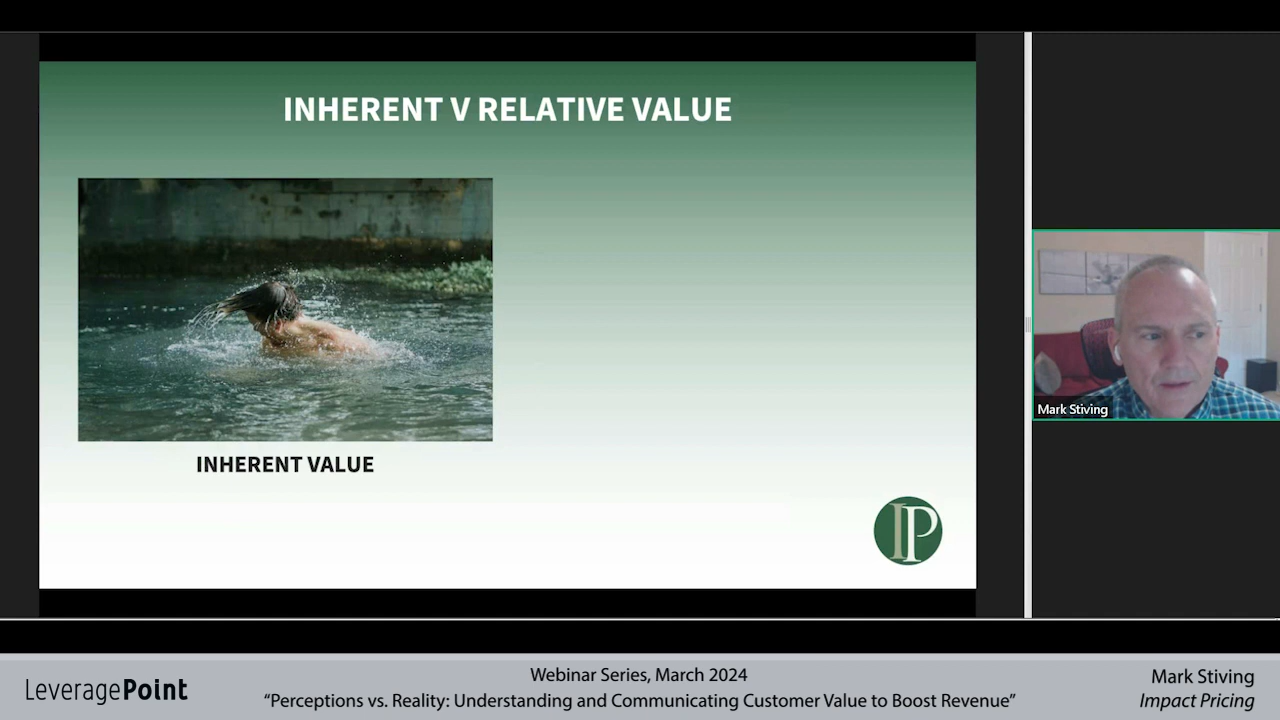 INHERENT V RELATIVE VALUE
INHERENT VALUE
IP
Mark Stiving
LeveragePoint
Webinar Series, March 2024
“Perceptions vs. Reality: Understanding and Communicating Customer Value to Boost Revenue”
Mark Stiving
Impact Pricing